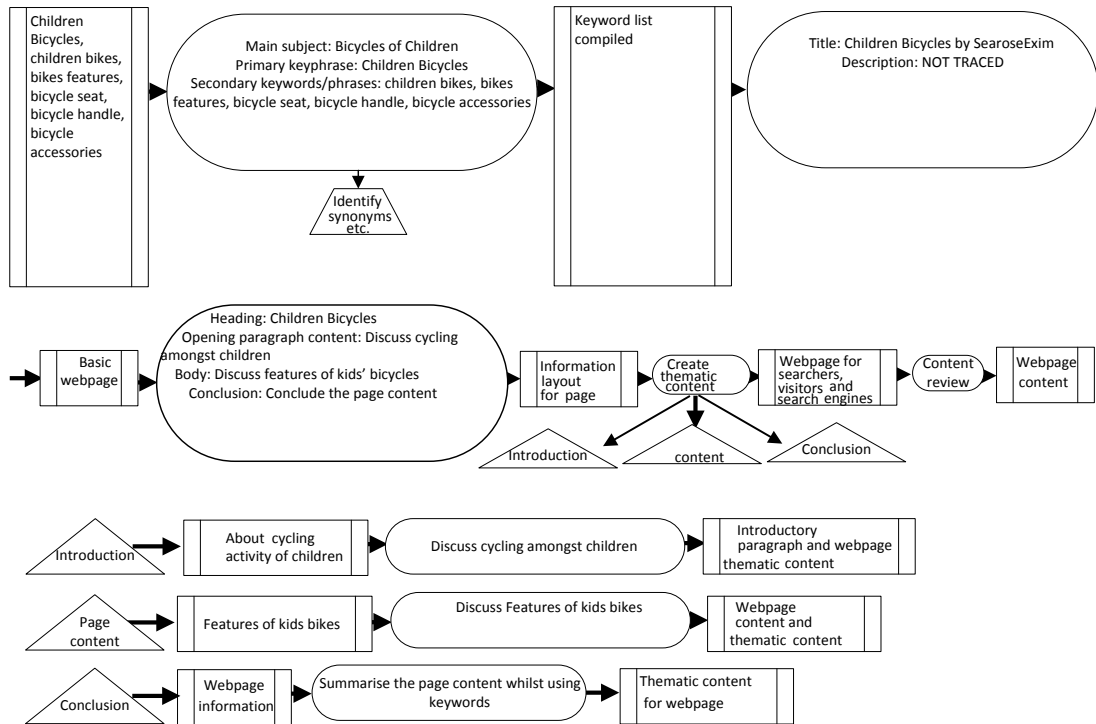 Children
Bicycles,
children bikes,
bikes features,
bicycle seat,
bicycle handle,
bicycle
accessories
Main subject: Bicycles of Children
Primary keyphrase: Children Bicycles
Secondary keywords/phrases: children bikes, bikes
features, bicycle seat, bicycle handle, bicycle accessories
Identify
synonyms
etc.
Keyword list
compiled
Title: Children Bicycles by SearoseExim
Description: NOT TRACED
Basic
webpage
Heading: Children Bicycles
Opening paragraph content: Discuss cycling
amongst children
Body: Discuss features of kids’ bicycles
Conclusion: Conclude the page content
Information
layout
for page
Create
thematic
content
Webpage for
searchers,
visitors and
search engines
Content
review
Webpage
content
Introduction
content
Conclusion
Introduction
About cycling
activity of children
Discuss cycling amongst children
Introductory
paragraph and webpage
thematic content
Page
content
Features of kids bikes
Discuss Features of kids bikes
Webpage
content and
thematic content
Conclusion
Webpage
information
Summarise the page content whilst using
keywords
Thematic content
for webpage